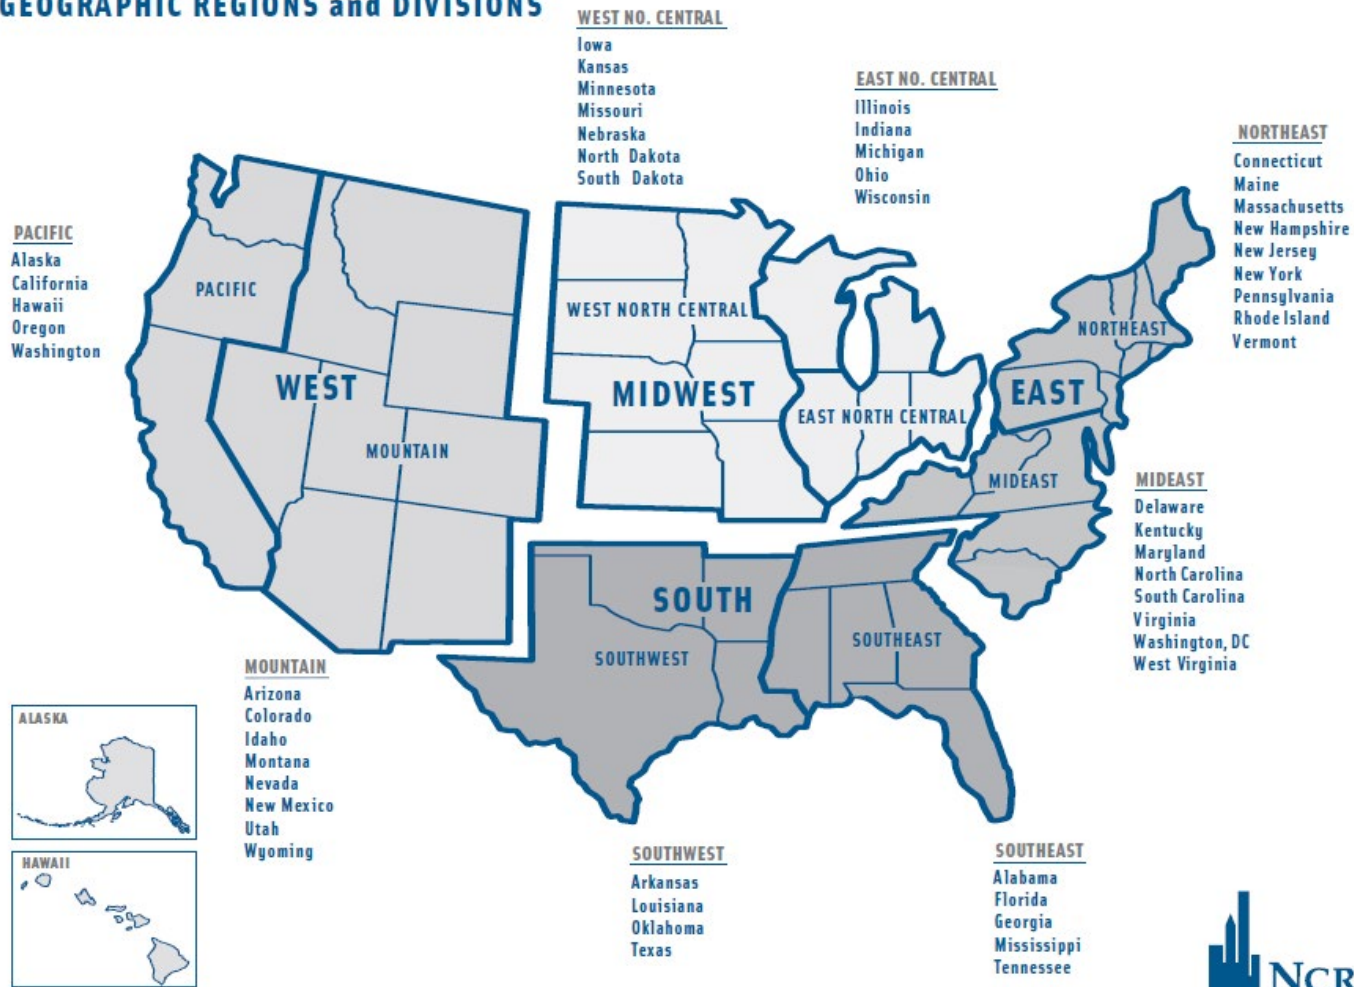 GEOGRAPHIC REGIONS and DIVISIONS
WEST NO. CENTRAL
Iowa
Kansas
Minnesota
Missouri
Nebraska
North Dakota
South Dakota
EAST NO. CENTRAL
Illinois
Indiana
Michigan
Ohio
Wisconsin
NORTHEAST
Connecticut
Maine
Massachusetts
New Hampshire
New Jersey
New York
Pennsylvania
Rhode Island
Vermont
PACIFIC
Alaska
California
Hawaii
Oregon
Washington
PACIFIC
WEST
MOUNTAIN
WEST NORTH CENTRAL
MIDWEST
EAST NORTH CENTRAL
NORTHEAST
EAST
MIDEAST
SOUTH
SOUTHWEST
SOUTHEAST
MIDEAST
Delaware
Kentucky
Maryland
North Carolina
South Carolina
Virginia
Washington, DC
West Virginia
MOUNTAIN
Arizona
Colorado
Idaho
Montana
Nevada
New Mexico
Utah
Wyoming
ALASKA
HAWAII
SOUTHWEST
Arkansas
Louisiana
Oklahoma
Texas
SOUTHEAST
Alabama
Florida
Georgia
Mississippi
Tennessee
NCR